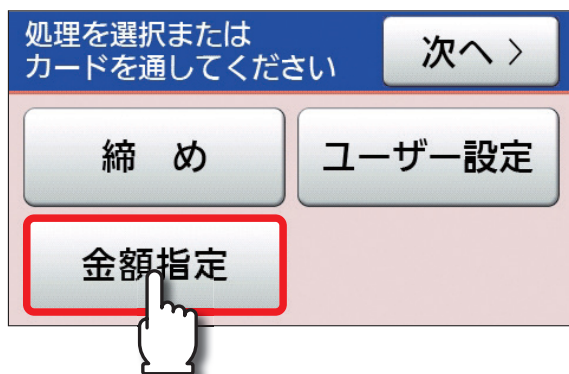 処理を選択または
カードを通してください
次へ 〉
締　め
ユーザー設定
金額指定